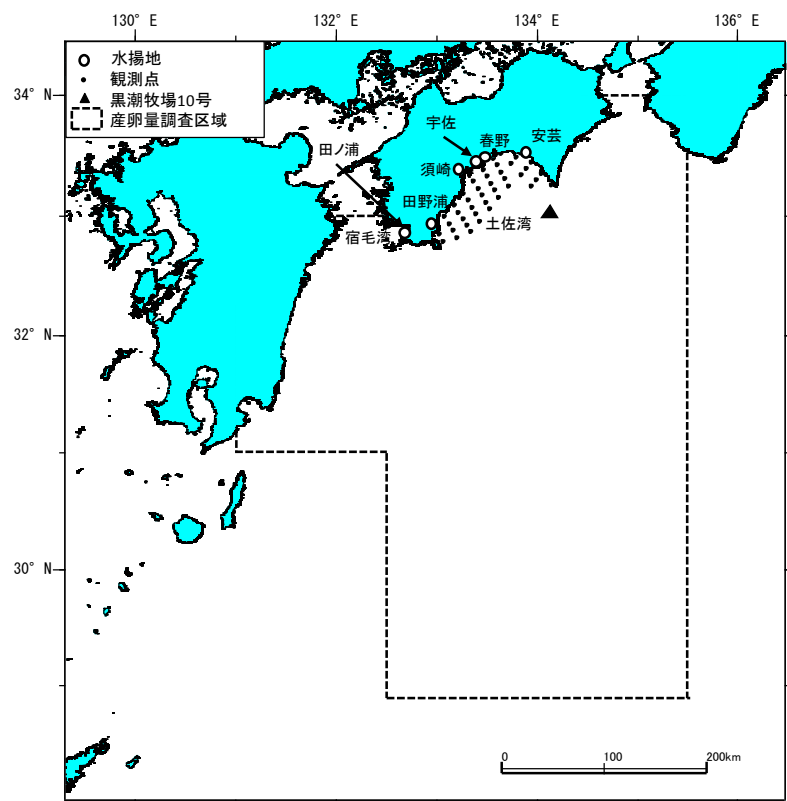 130° E 132° E 134° E 136° E
水揚地
観測点
黒潮牧場10号
産卵量調査区域
34° N
宇佐
春野
安芸
田ノ浦
須崎
田野浦
土佐湾
宿毛湾
32° N
30° N
0 100 200km